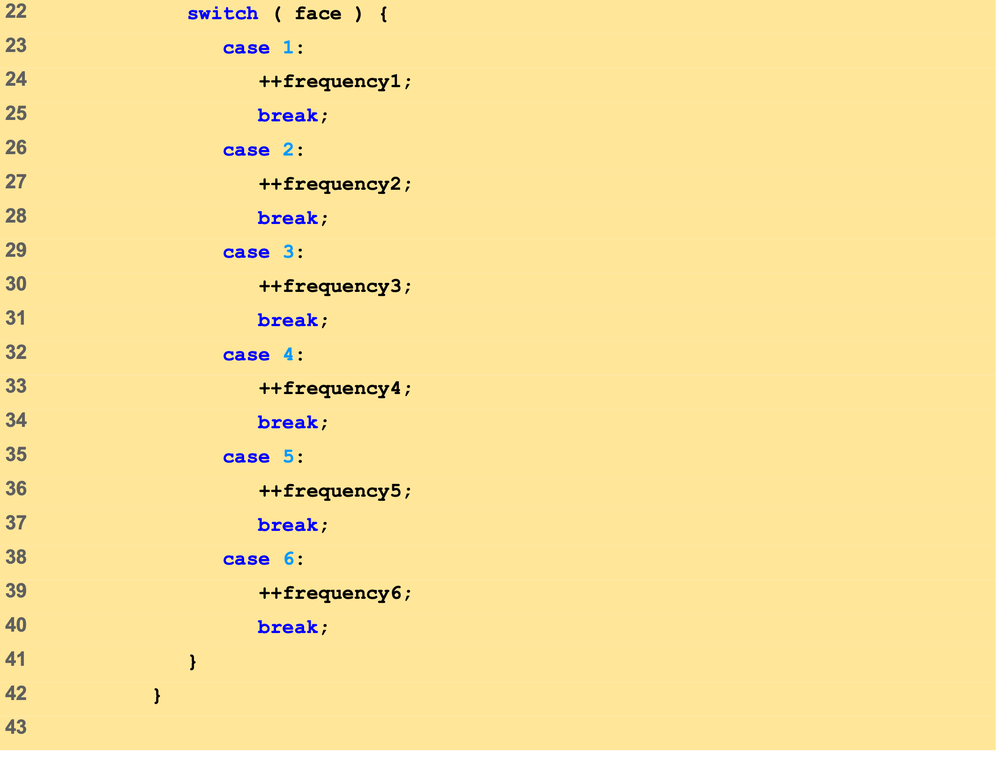 22 switch ( face ) {
23 case 1:
24 ++frequency1;
25 break;
26 case 2:
27 ++frequency2;
28 break;
29 case 3:
30 ++frequency3;
31 break;
32 case 4:
33 ++frequency4;
34 break;
35 case 5:
36 ++frequency5;
37 break;
38 case 6:
39 ++frequency6;
40 break;
41 }
42 }
43